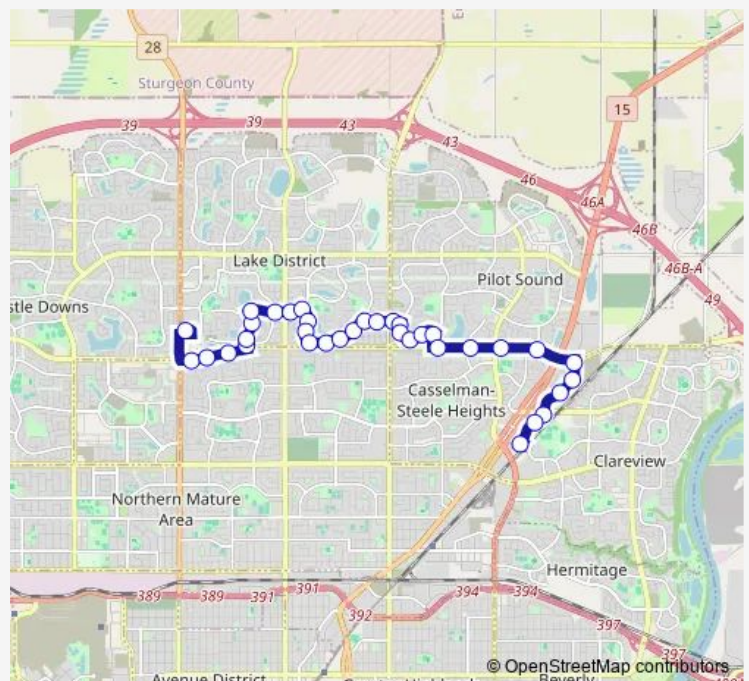 28
Sturgeon County
15
39
39
43
43
46
46A
46B
46B-A
49
Lake District
Pilot Sound
stle Downs
Casselman-
Steele Heights
Clareview
Northern Mature
Area
Hermitage
389
389
391
391
392
394
394
397
397
Avenue District
Beverly
© OpenStreetMap contributors